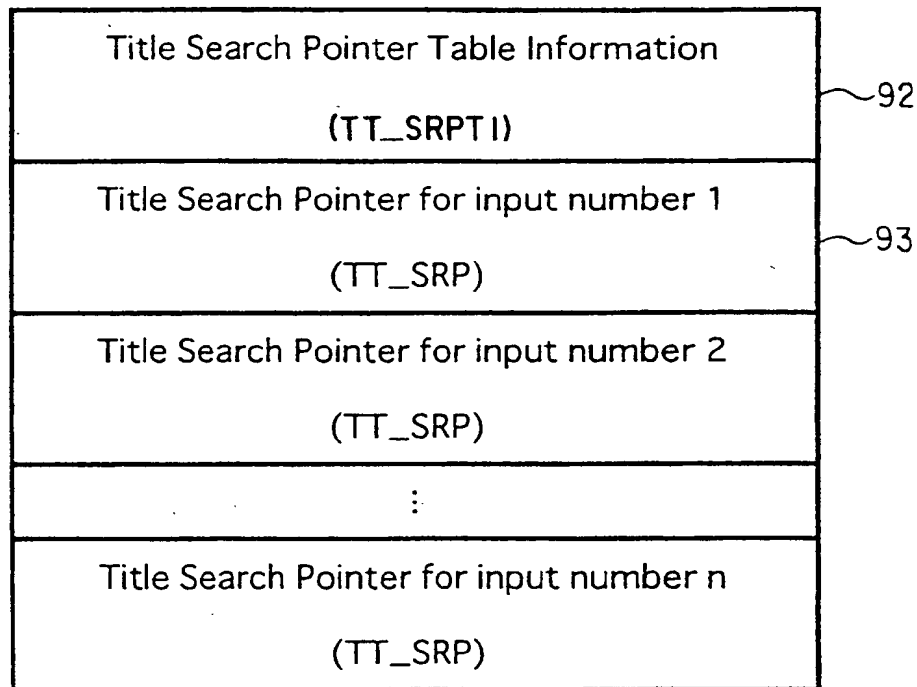 Title Search Pointer Table Information
(TT_SRPTI)
92
Title Search Pointer for input number 1
(TT_SRP)
93
Title Search Pointer for input number 2
(TT_SRP)
⋮
Title Search Pointer for input number n
(TT_SRP)